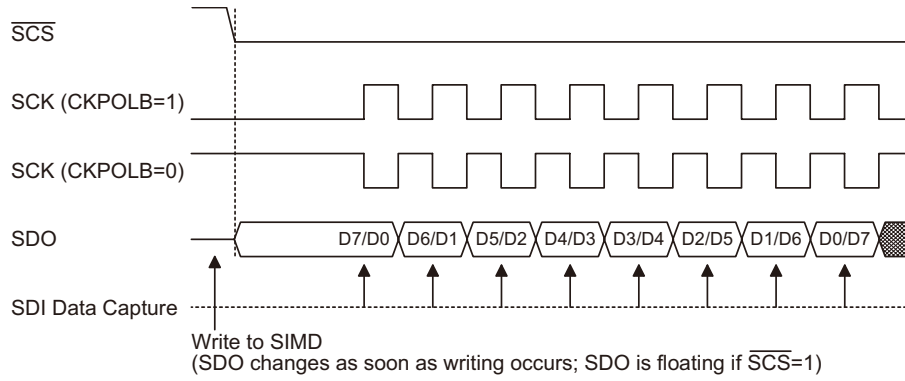 SCS
SCK (CKPOLB=1)
SCK (CKPOLB=0)
SDO
D7/D0 D6/D1 D5/D2 D4/D3 D3/D4 D2/D5 D1/D6 D0/D7
SDI Data Capture
Write to SIMD
(SDO changes as soon as writing occurs; SDO is floating if SCS=1)